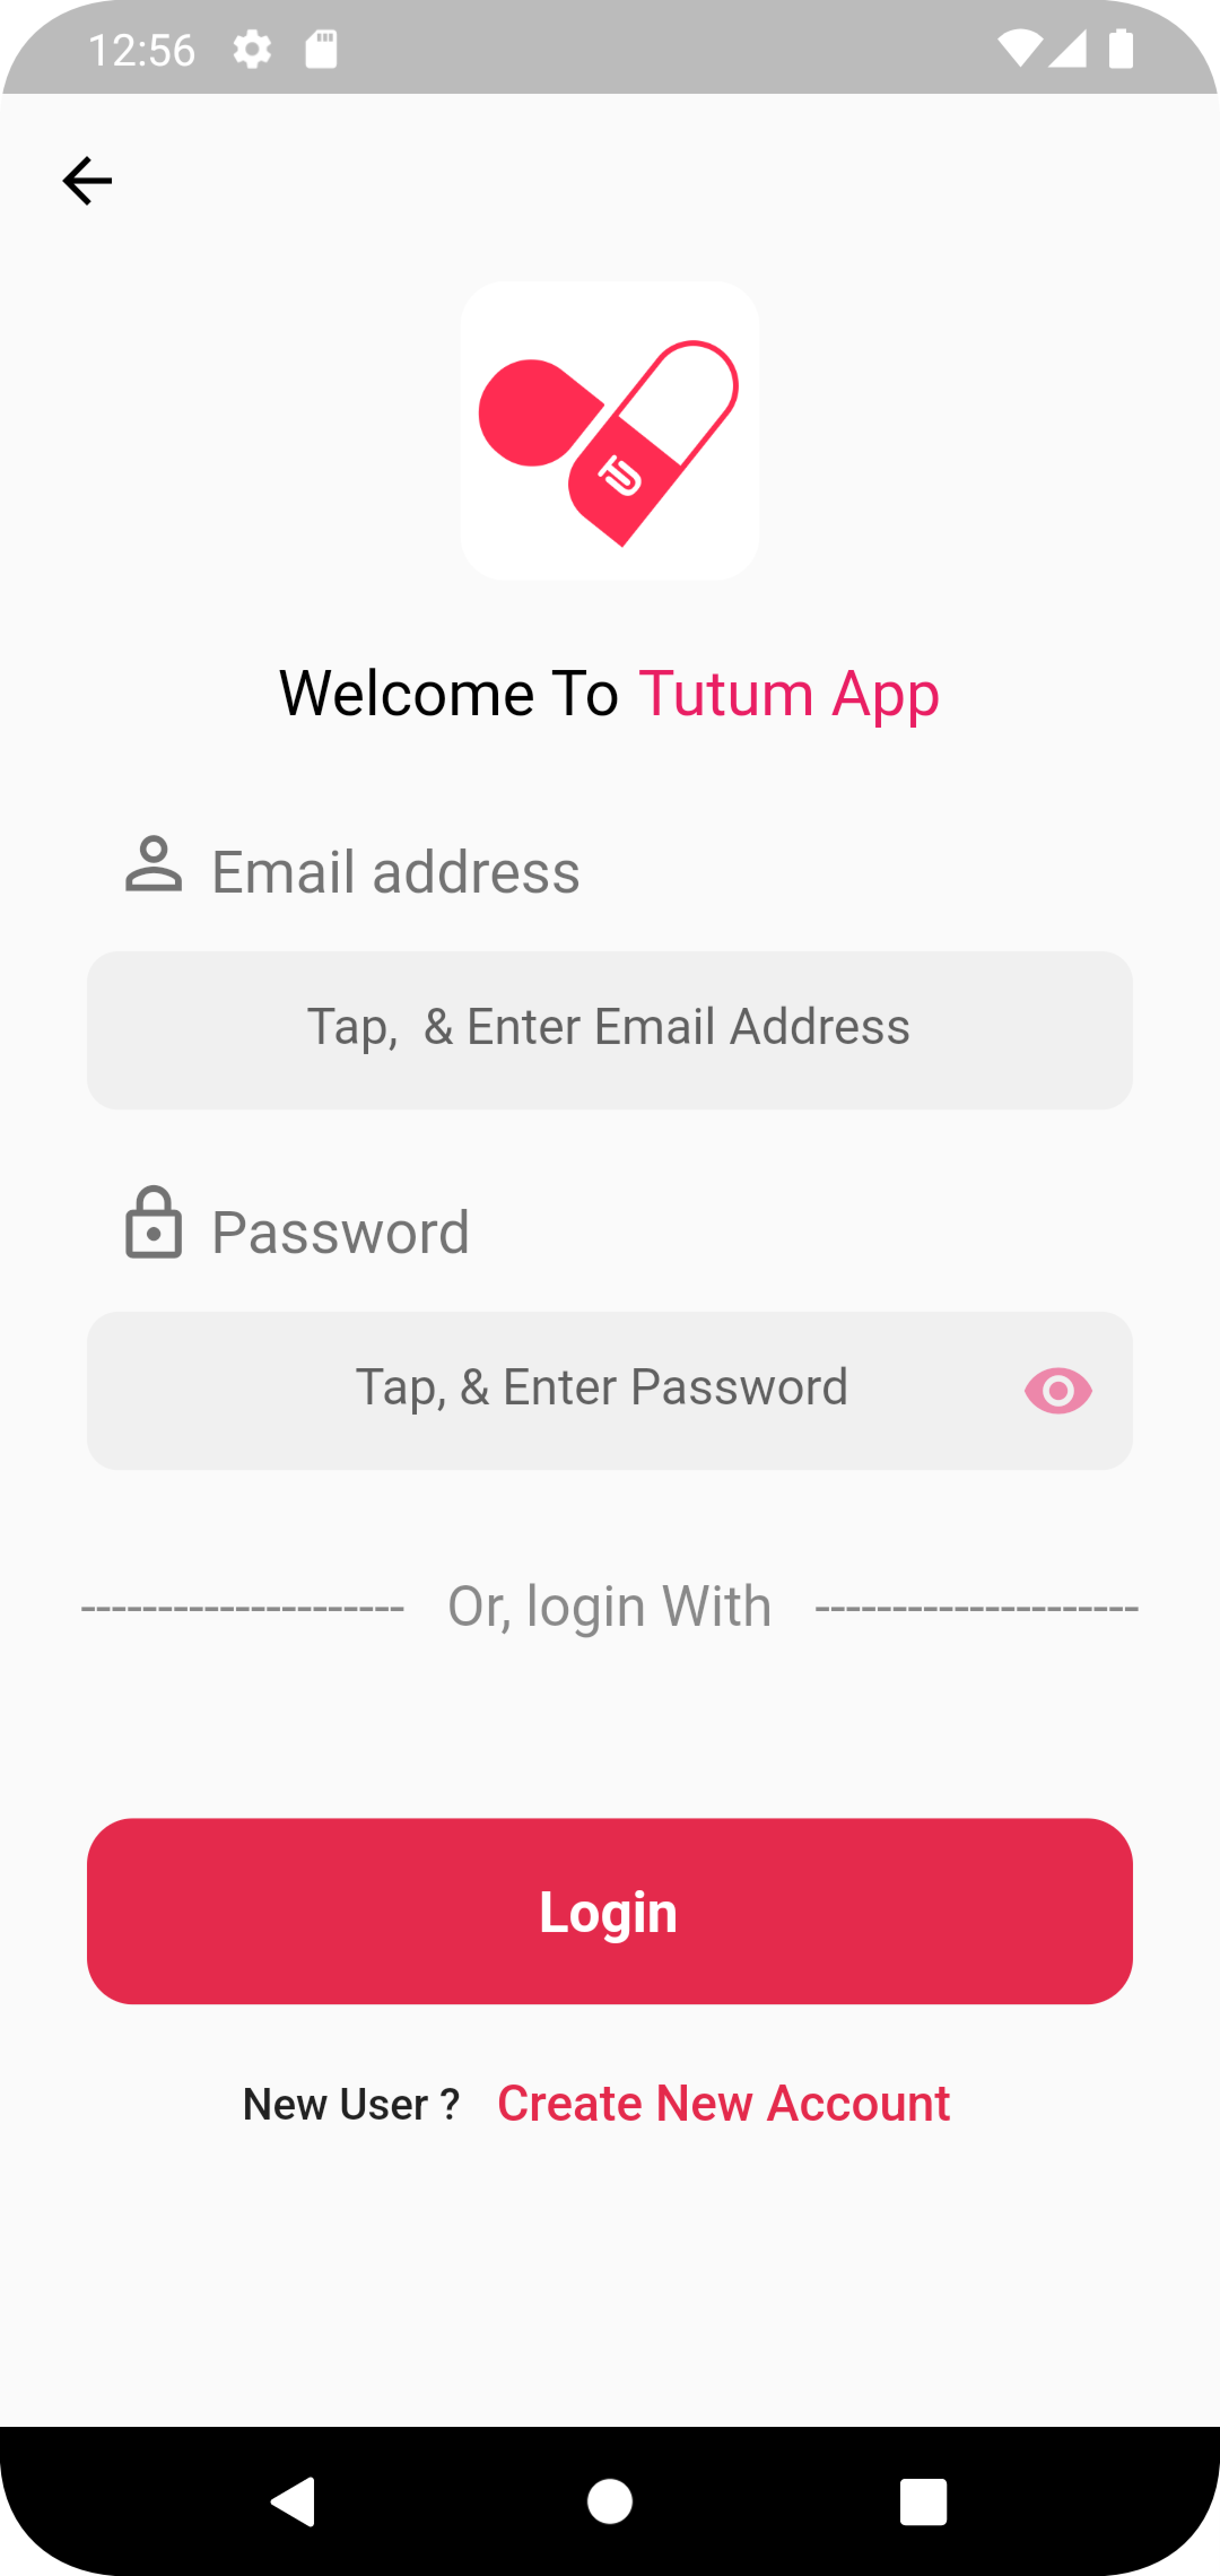 12:56
TU
Welcome To Tutum App
Email address
Tap,  & Enter Email Address
Password
Tap, & Enter Password
--------------------- Or, login With ---------------------
Login
New User ? Create New Account